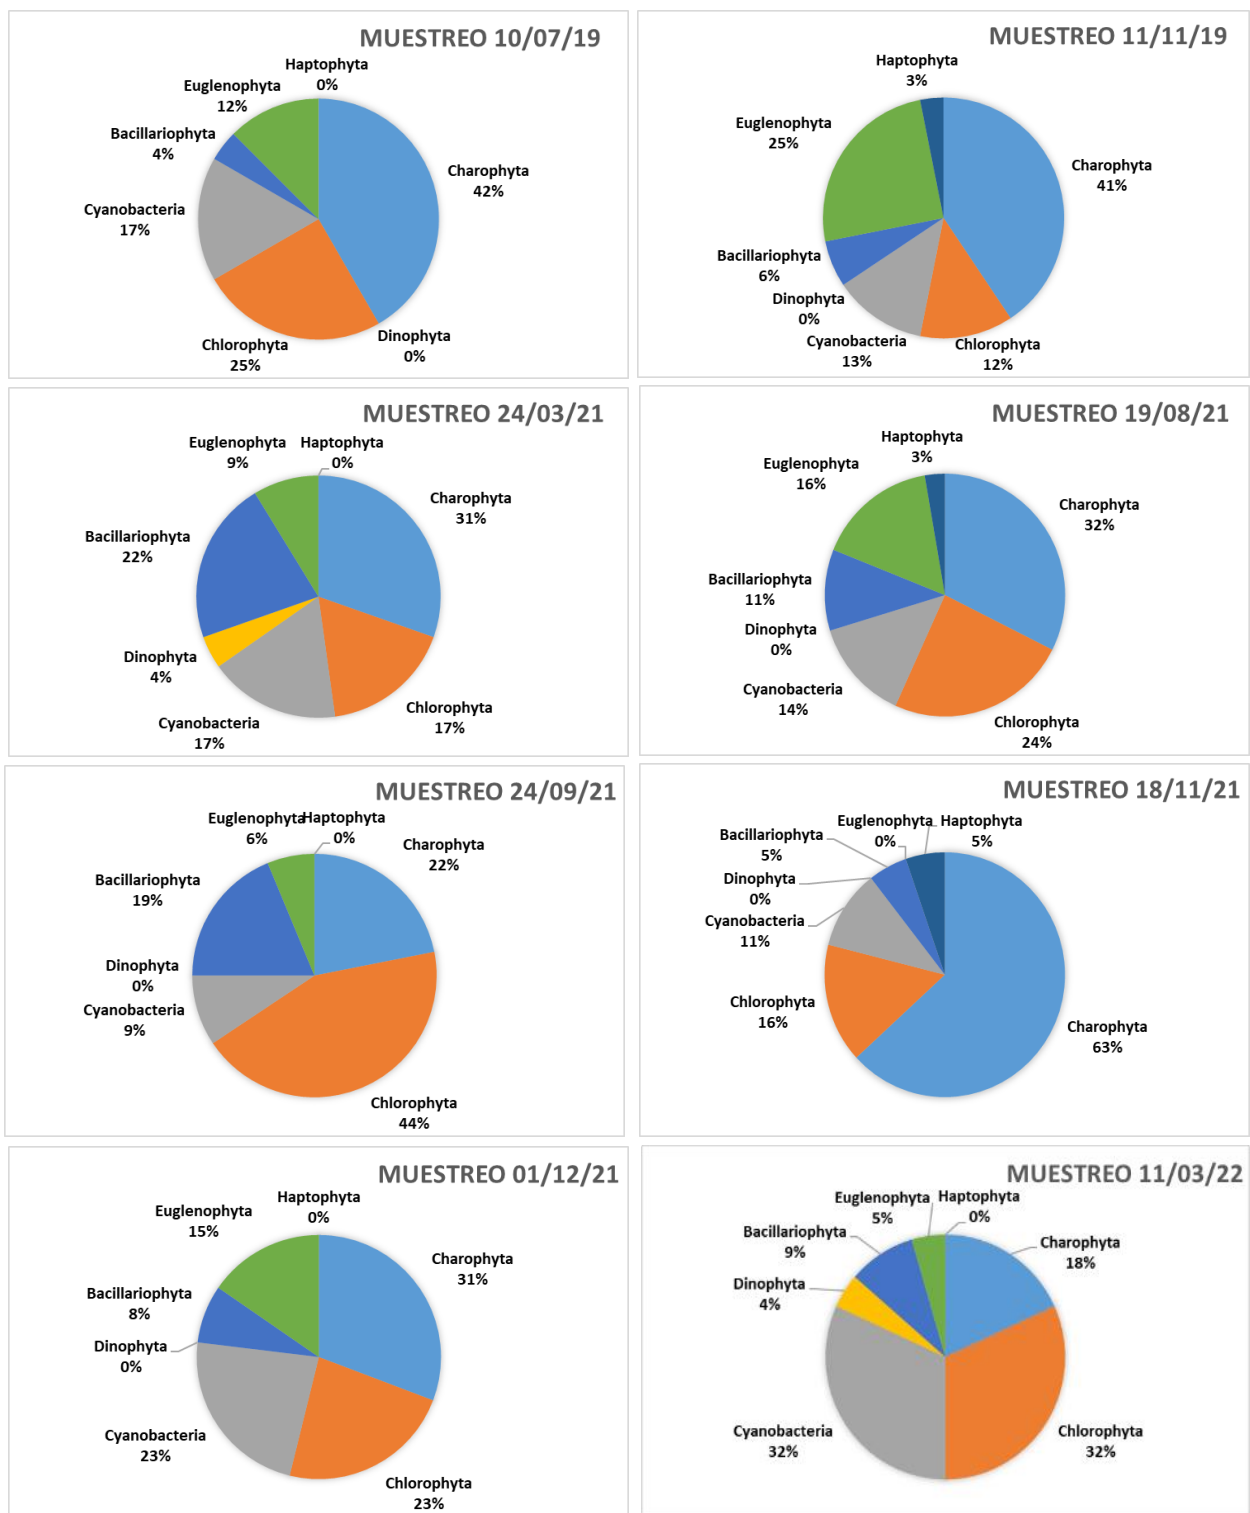 MUESTREO 10/07/19
Haptophyta
0%
Euglenophyta
12%
Bacillariophyta
4%
Charophyta
42%
Cyanobacteria
17%
Dinophyta
0%
Chlorophyta
25%
MUESTREO 11/11/19
Haptophyta
3%
Euglenophyta
25%
Charophyta
41%
Bacillariophyta
6%
Dinophyta
0%
Cyanobacteria
13%
Chlorophyta
12%
MUESTREO 24/03/21
Euglenophyta
9%
Haptophyta
0%
Charophyta
31%
Bacillariophyta
22%
Dinophyta
4%
Chlorophyta
17%
Cyanobacteria
17%
MUESTREO 19/08/21
Haptophyta
3%
Euglenophyta
16%
Charophyta
32%
Bacillariophyta
11%
Dinophyta
0%
Cyanobacteria
14%
Chlorophyta
24%
MUESTREO 24/09/21
Euglenophyta
6%
Haptophyta
0%
Charophyta
22%
Bacillariophyta
19%
Dinophyta
0%
Cyanobacteria
9%
Chlorophyta
44%
MUESTREO 18/11/21
Euglenophyta
0%
Haptophyta
5%
Bacillariophyta
5%
Dinophyta
0%
Cyanobacteria
11%
Chlorophyta
16%
Charophyta
63%
MUESTREO 01/12/21
Haptophyta
0%
Euglenophyta
15%
Charophyta
31%
Bacillariophyta
8%
Dinophyta
0%
Cyanobacteria
23%
Chlorophyta
23%
MUESTREO 11/03/22
Euglenophyta
5%
Haptophyta
0%
Bacillariophyta
9%
Charophyta
18%
Dinophyta
4%
Cyanobacteria
32%
Chlorophyta
32%